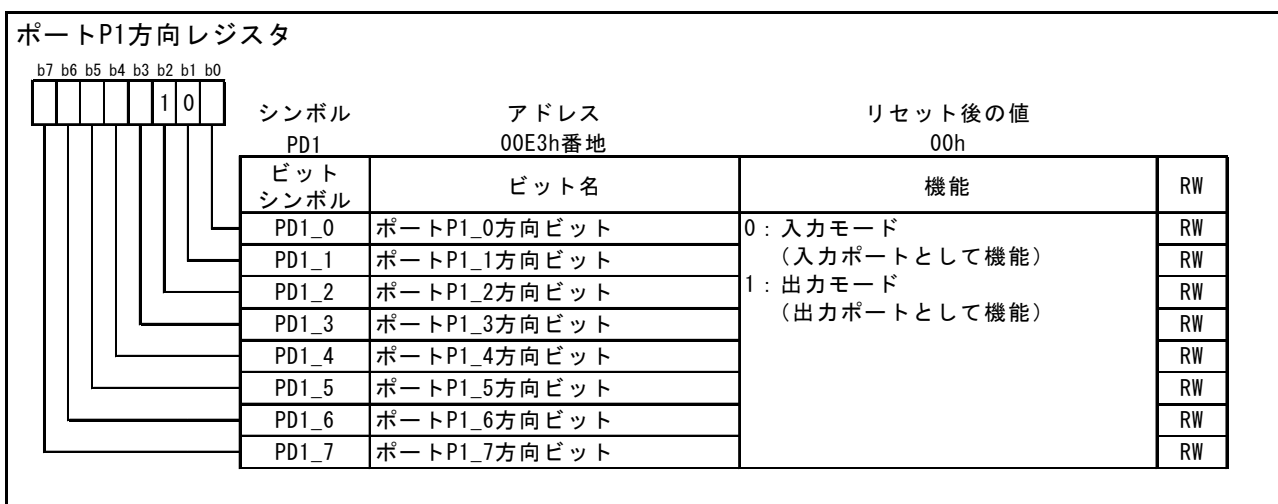 ポートP1方向レジスタ
b7 b6 b5 b4 b3 b2 b1 b0
1 0
シンボル アドレス リセット後の値
PD1 00E3h番地 00h
ビット
シンボル ビット名 機能 RW
PD1_0 ポートP1_0方向ビット 0：入力モード RW
PD1_1 ポートP1_1方向ビット （入力ポートとして機能） RW
PD1_2 ポートP1_2方向ビット 1：出力モード RW
PD1_3 ポートP1_3方向ビット （出力ポートとして機能） RW
PD1_4 ポートP1_4方向ビット RW
PD1_5 ポートP1_5方向ビット RW
PD1_6 ポートP1_6方向ビット RW
PD1_7 ポートP1_7方向ビット RW